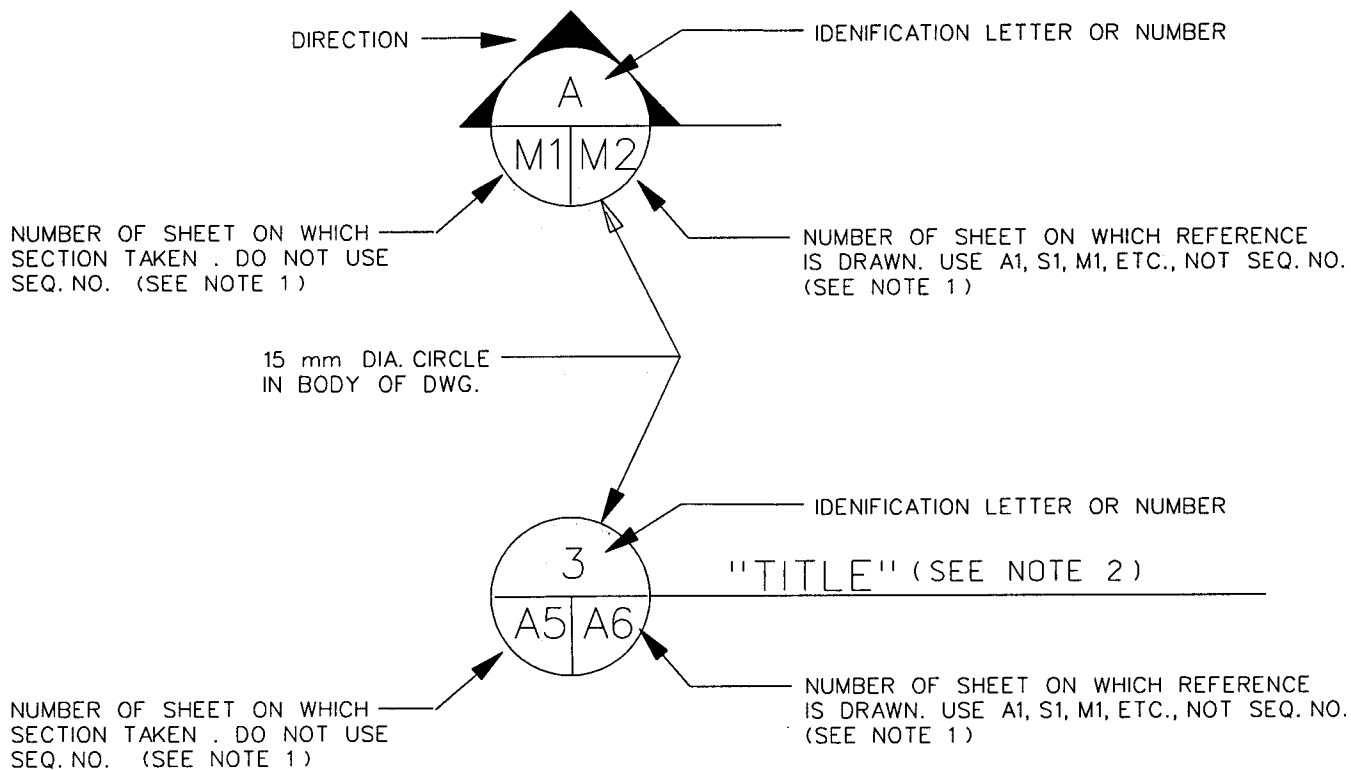 DIRECTION
IDENIFICATION LETTER OR NUMBER
A
M1 M2
NUMBER OF SHEET ON WHICH
SECTION TAKEN . DO NOT USE
SEQ. NO. (SEE NOTE 1)
NUMBER OF SHEET ON WHICH REFERENCE
IS DRAWN. USE A1, S1, M1, ETC., NOT SEQ. NO.
(SEE NOTE 1)
15 mm DIA. CIRCLE
IN BODY OF DWG.
IDENIFICATION LETTER OR NUMBER
3
"TITLE" (SEE NOTE 2)
A5 A6
NUMBER OF SHEET ON WHICH
SECTION TAKEN . DO NOT USE
SEQ. NO. (SEE NOTE 1)
NUMBER OF SHEET ON WHICH REFERENCE
IS DRAWN. USE A1, S1, M1, ETC., NOT SEQ. NO.
(SEE NOTE 1)